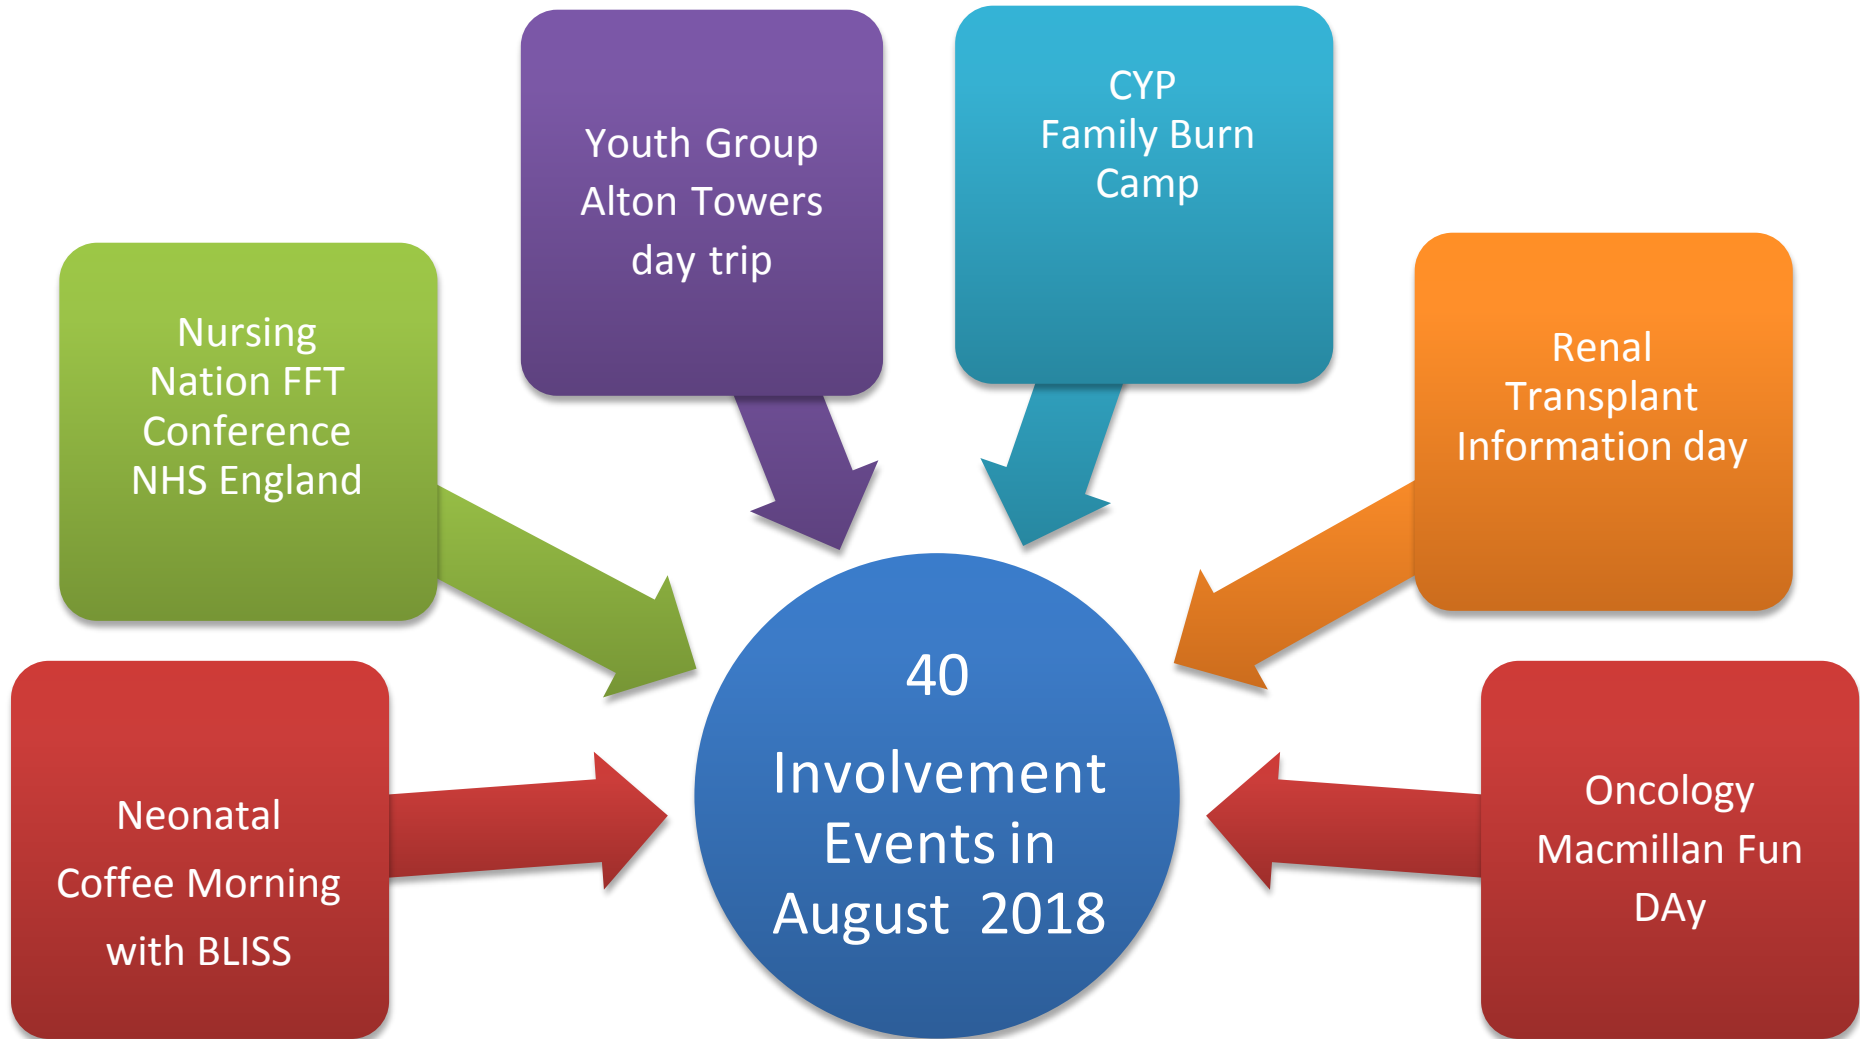 Youth Group
Alton Towers
day trip
CYP
Family Burn
Camp
Nursing
Nation FFT
Conference
NHS England
Renal
Transplant
Information day
Neonatal
Coffee Morning
with BLISS
40
Involvement
Events in
August 2018
Oncology
Macmillan Fun
DAy